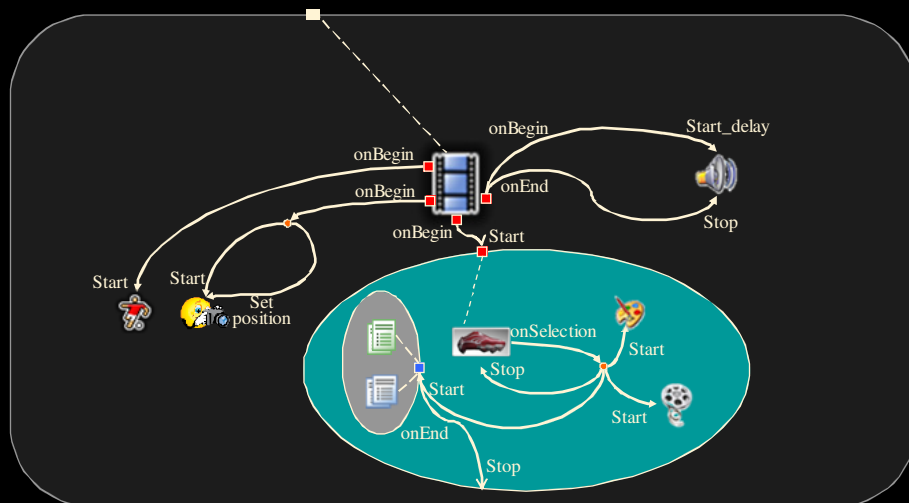 onBegin
Start_delay
onBegin
onEnd
onBegin
Stop
onBegin
Start
Start
Start
Set
position
onSelection
Start
Stop
Start
Start
onEnd
Stop